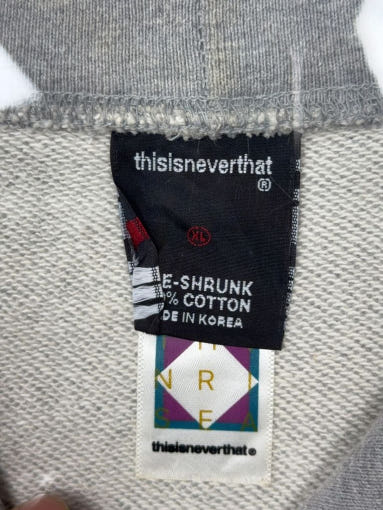 thisisneverthat
®
XL
E-SHRUNK
% COTTON
DE IN KOREA
N R I
S E A
thisisneverthat®